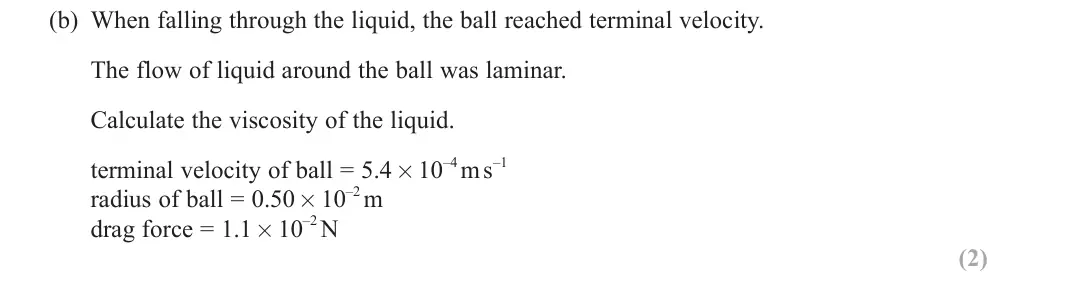 (b) When falling through the liquid, the ball reached terminal velocity.
The flow of liquid around the ball was laminar.
Calculate the viscosity of the liquid.
terminal velocity of ball = 5.4 × 10⁻⁴ m s⁻¹
radius of ball = 0.50 × 10⁻² m
drag force = 1.1 × 10⁻² N
(2)